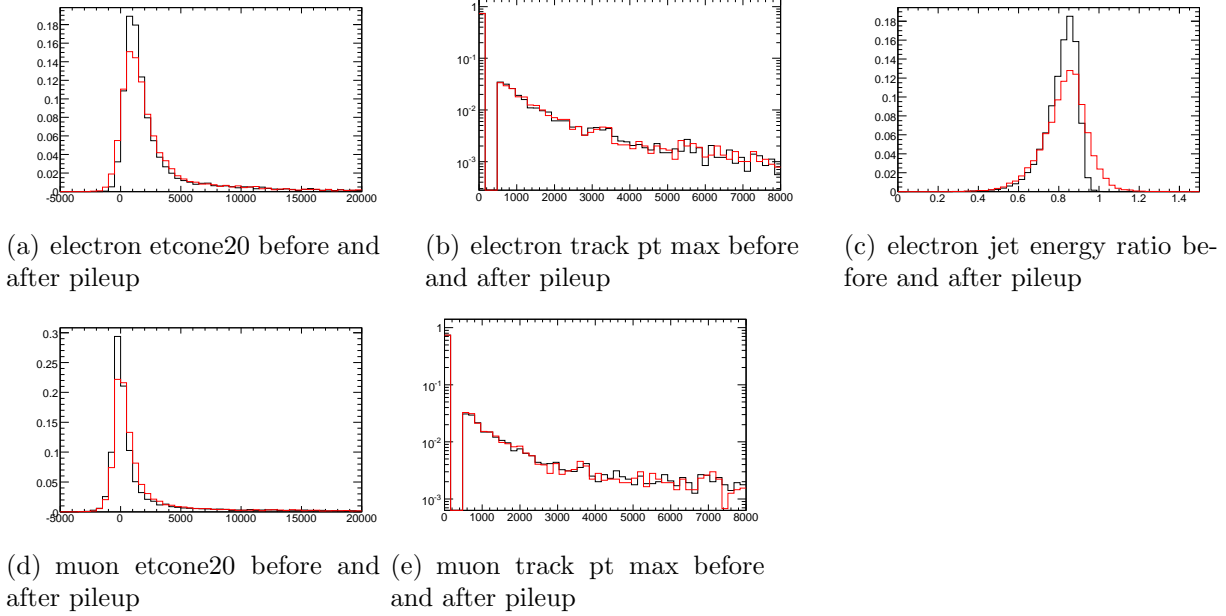 0.18
0.16
0.14
0.12
0.1
0.08
0.06
0.04
0.02
0
-5000 0 5000 10000 15000 20000
1
10-1
10-2
10-3
0 1000 2000 3000 4000 5000 6000 7000 8000
0.18
0.16
0.14
0.12
0.1
0.08
0.06
0.04
0.02
0
0 0.2 0.4 0.6 0.8 1 1.2 1.4
(a) electron etcone20 before and
after pileup
(b) electron track pt max before
and after pileup
(c) electron jet energy ratio be-
fore and after pileup
0.3
0.25
0.2
0.15
0.1
0.05
0
-5000 0 5000 10000 15000 20000
1
10-1
10-2
10-3
0 1000 2000 3000 4000 5000 6000 7000 8000
(d) muon etcone20 before and
after pileup
(e) muon track pt max before
and after pileup